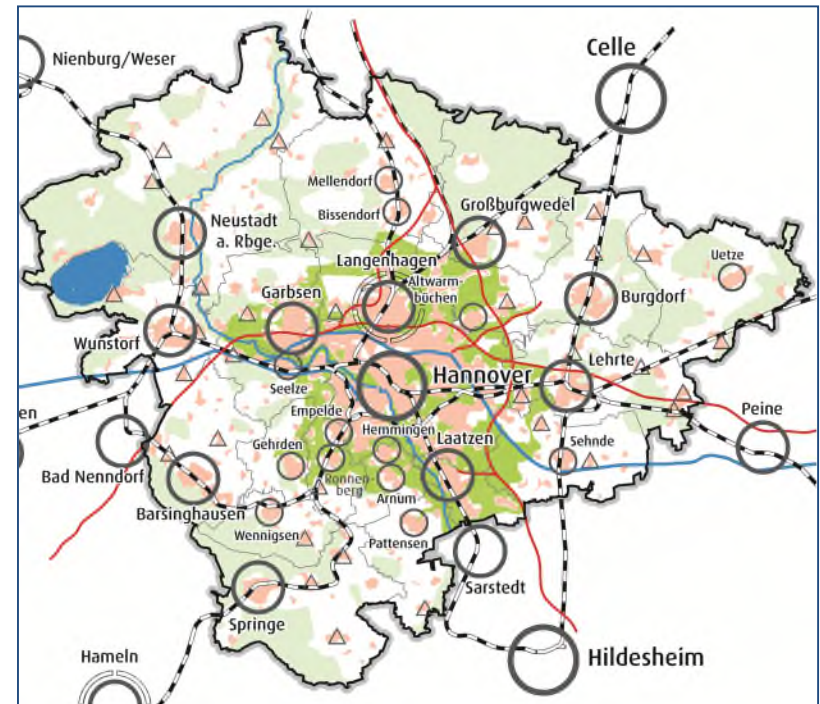 Nienburg/Weser
Celle
Mellendorf
Bissendorf
Großburgwedel
Neustadt
a. Rbge.
Langenhagen
Altwarm-
büchen
Uetze
Garbsen
Burgdorf
Wunstorf
Lehrte
Seelze
Hannover
en
Empelde
Hemmingen
Laatzen
Peine
Gehrden
Sehnde
Bad Nenndorf
Ronnen-
berg
Arnum
Barsinghausen
Wennigsen
Pattensen
Sarstedt
Springe
Hameln
Hildesheim